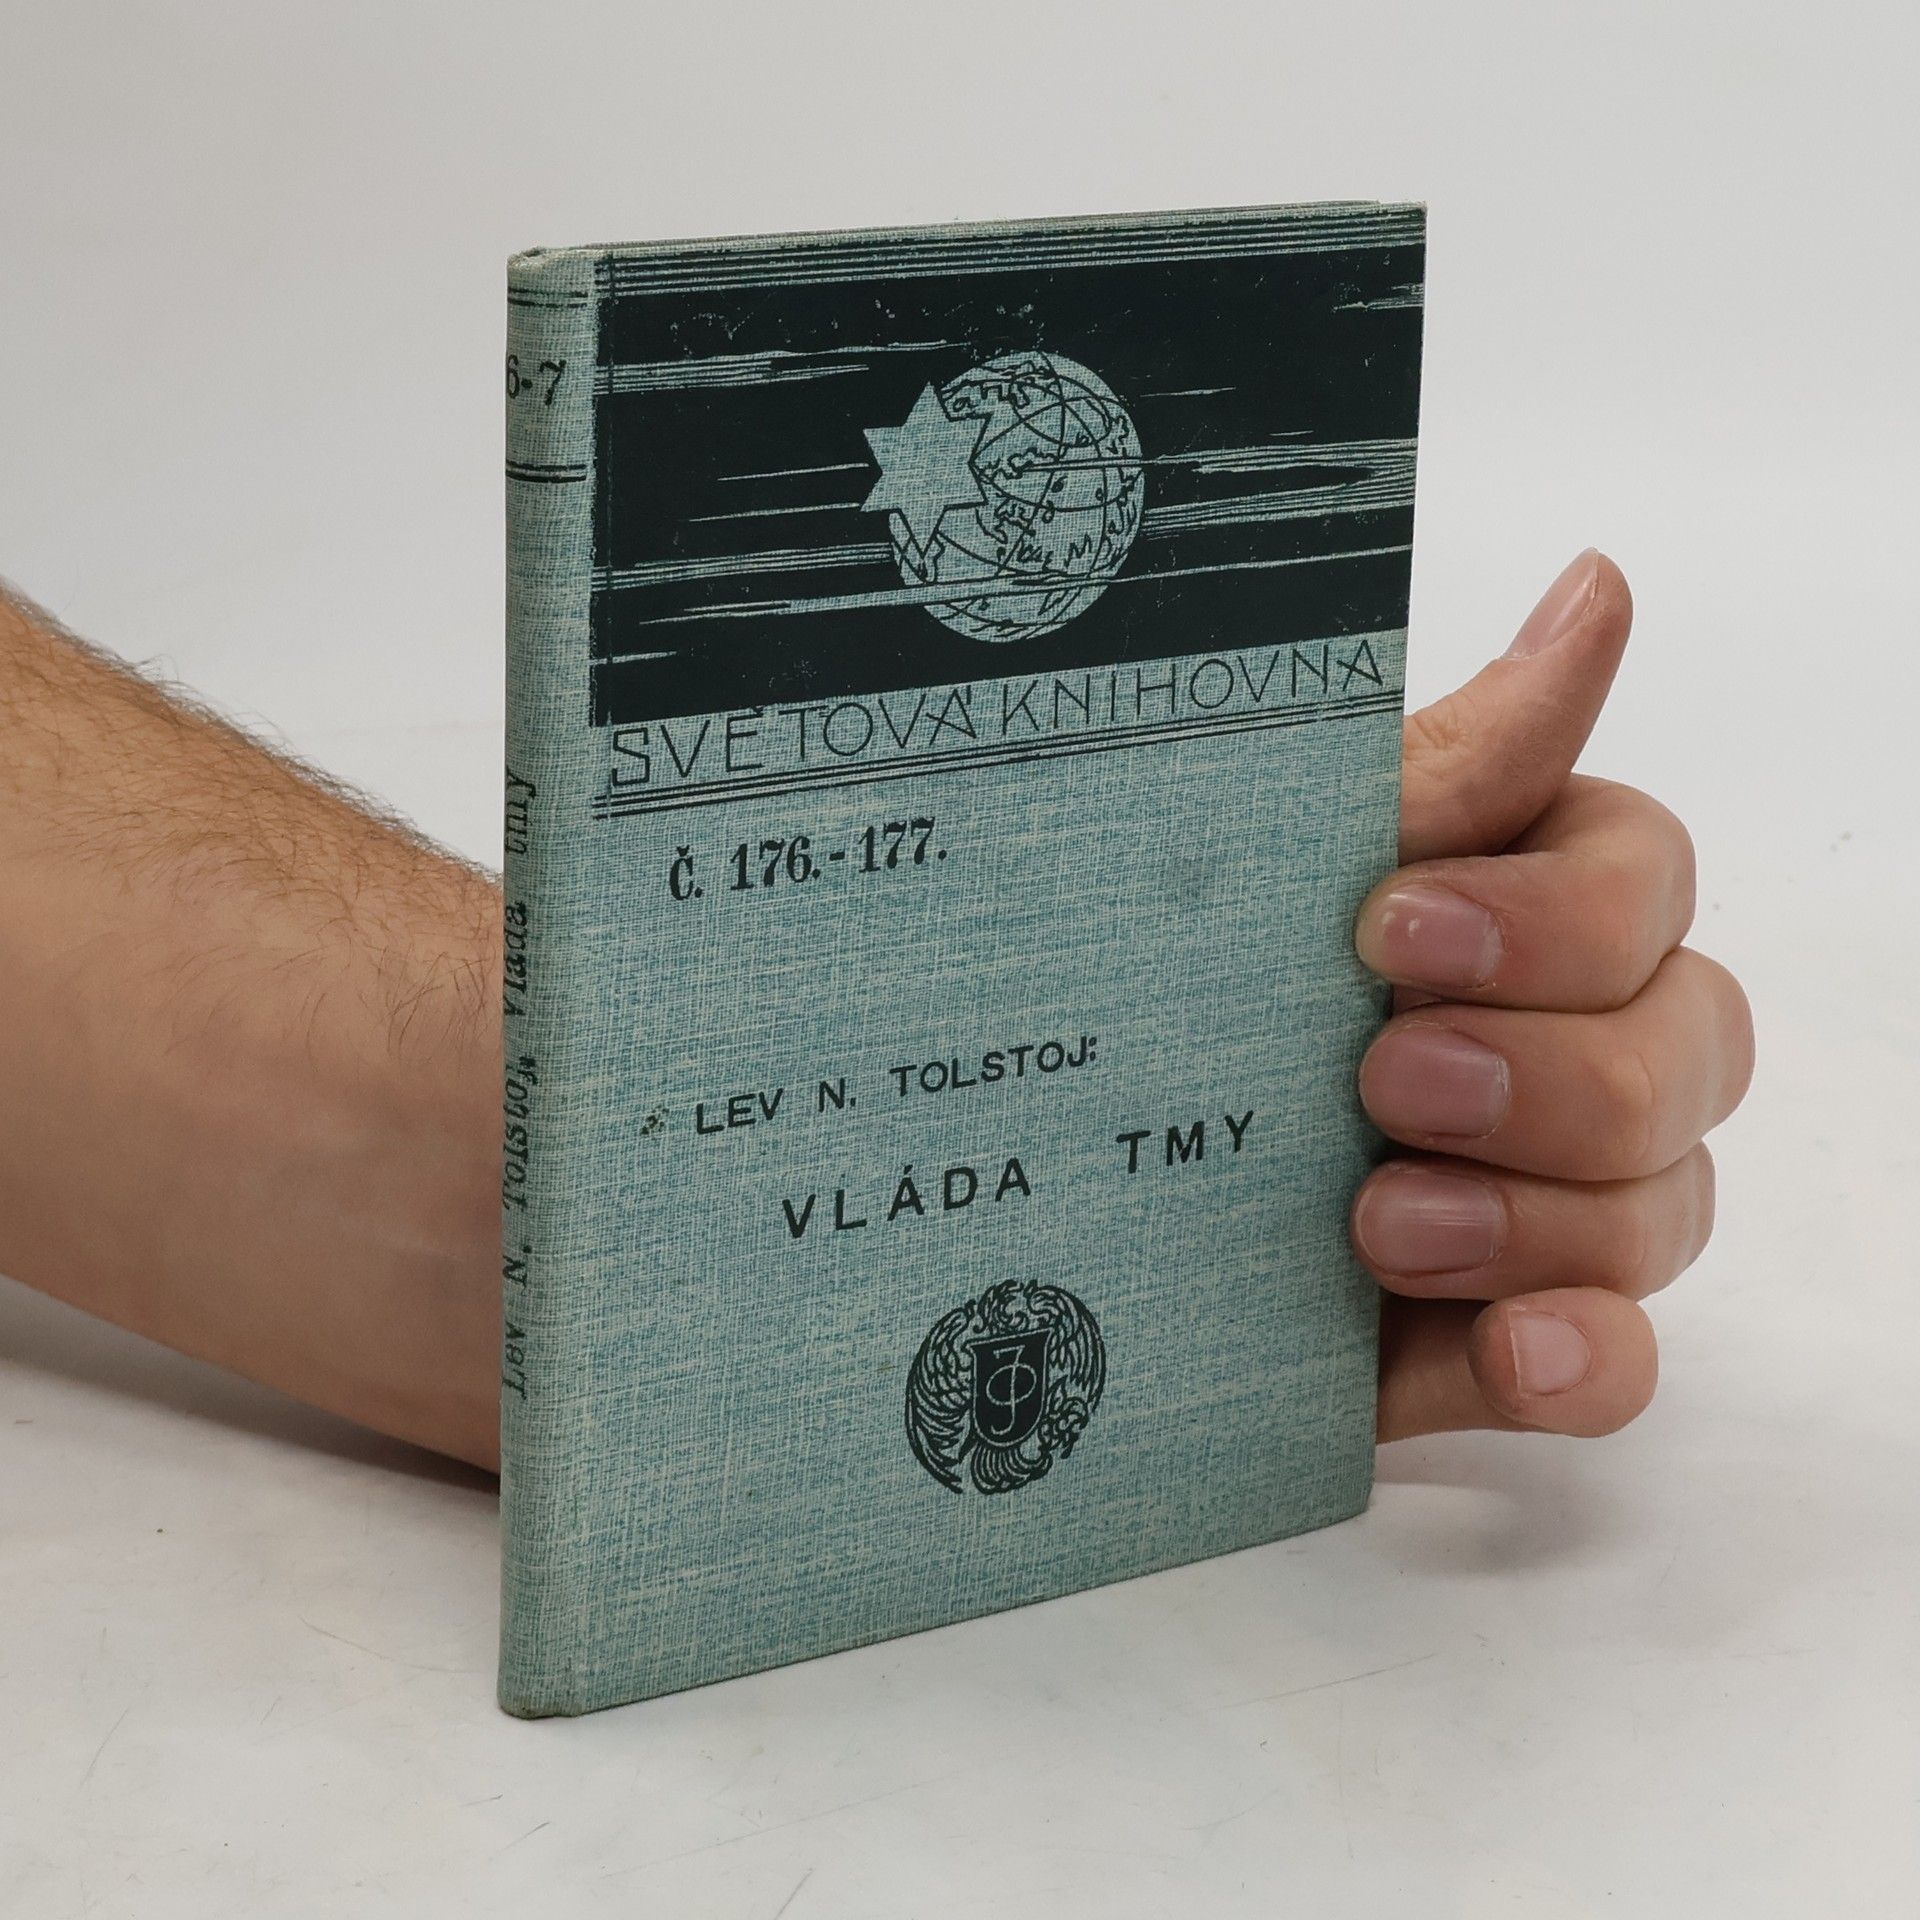 SVĚTOVÁ KNIHOVNA
Č. 176.-177.
LEV N. TOLSTOJ:
VLÁDA TMY
6-7
Lev N. Tolstoj, Vláda tmy